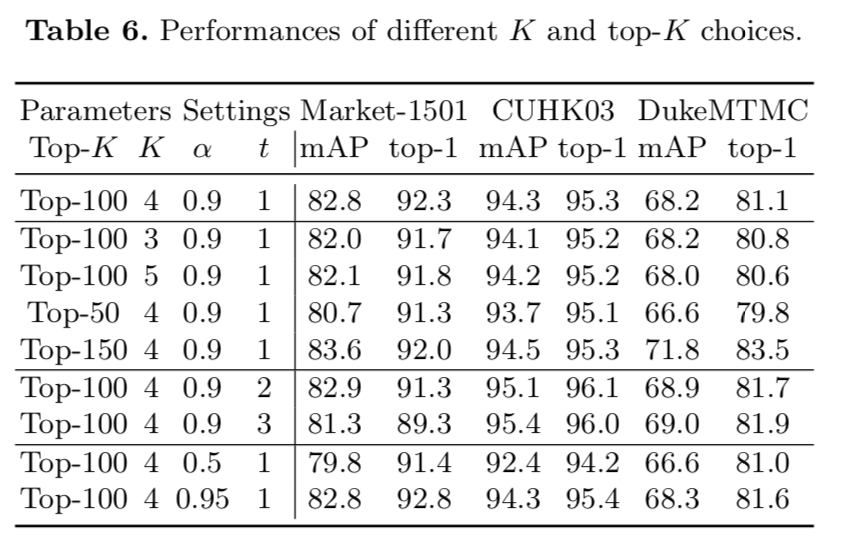 Table 6. Performances of different K and top-K choices.
Parameters Settings Market-1501 CUHK03 DukeMTMC
Top-K K α t mAP top-1 mAP top-1 mAP top-1
Top-100 4 0.9 1 82.8 92.3 94.3 95.3 68.2 81.1
Top-100 3 0.9 1 82.0 91.7 94.1 95.2 68.2 80.8
Top-100 5 0.9 1 82.1 91.8 94.2 95.2 68.0 80.6
Top-50 4 0.9 1 80.7 91.3 93.7 95.1 66.6 79.8
Top-150 4 0.9 1 83.6 92.0 94.5 95.3 71.8 83.5
Top-100 4 0.9 2 82.9 91.3 95.1 96.1 68.9 81.7
Top-100 4 0.9 3 81.3 89.3 95.4 96.0 69.0 81.9
Top-100 4 0.5 1 79.8 91.4 92.4 94.2 66.6 81.0
Top-100 4 0.95 1 82.8 92.8 94.3 95.4 68.3 81.6